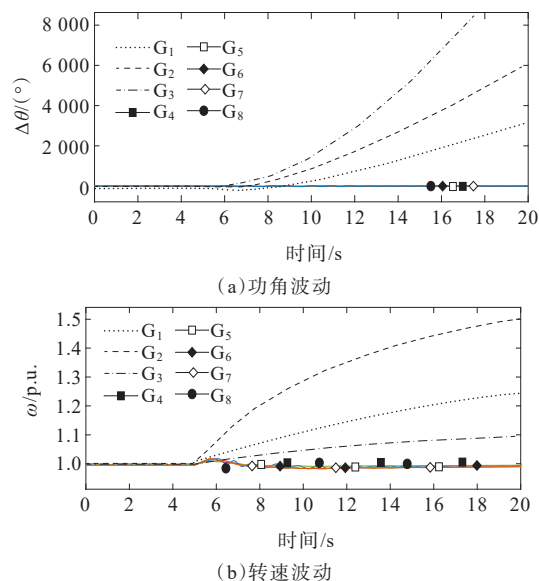 8 000
6 000
4 000
2 000
0
Δθ/(°)
G₁ G₅
G₂ G₆
G₃ G₇
G₄ G₈
0 2 4 6 8 10 12 14 16 18 20
时间/s
(a)功角波动
1.5
1.4
1.3
1.2
1.1
1.0
ω/p.u.
G₁ G₅
G₂ G₆
G₃ G₇
G₄ G₈
0 2 4 6 8 10 12 14 16 18 20
时间/s
(b)转速波动